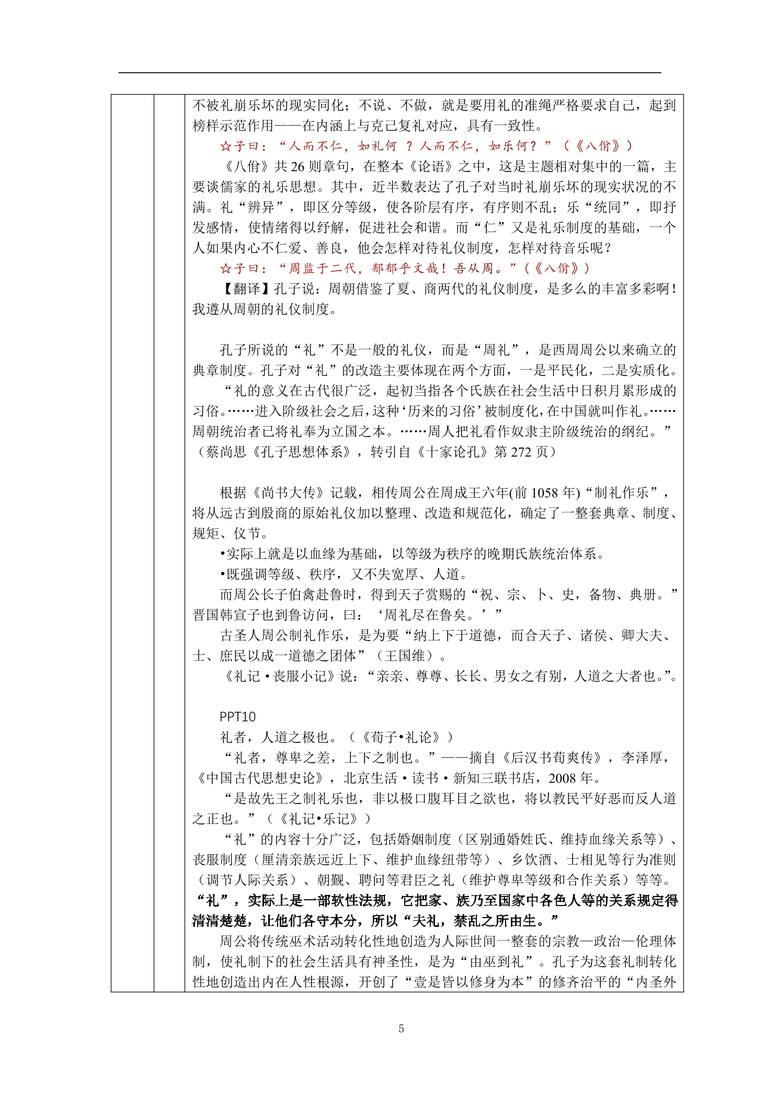 不被礼崩乐坏的现实同化；不说、不做，就是要用礼的准绳严格要求自己，起到
榜样示范作用——在内涵上与克己复礼对应，具有一致性。
☆子曰：“人而不仁，如礼何 ？人而不仁，如乐何？”（《八佾》）
《八佾》共 26 则章句，在整本《论语》之中，这是主题相对集中的一篇，主
要谈儒家的礼乐思想。其中，近半数表达了孔子对当时礼崩乐坏的现实状况的不
满。礼“辨异”，即区分等级，使各阶层有序，有序则不乱；乐“统同”，即抒
发感情，使情绪得以纾解，促进社会和谐。而“仁”又是礼乐制度的基础，一个
人如果内心不仁爱、善良，他会怎样对待礼仪制度，怎样对待音乐呢？
☆子曰：“周监于二代，郁郁乎文哉！吾从周。”（《八佾》）
【翻译】孔子说：周朝借鉴了夏、商两代的礼仪制度，是多么的丰富多彩啊！
我遵从周朝的礼仪制度。
孔子所说的“礼”不是一般的礼仪，而是“周礼”，是西周周公以来确立的
典章制度。孔子对“礼”的改造主要体现在两个方面，一是平民化，二是实质化。
“礼的意义在古代很广泛，起初当指各个氏族在社会生活中日积月累形成的
习俗。……进入阶级社会之后，这种‘历来的习俗’被制度化，在中国就叫作礼。……
周朝统治者已将礼奉为立国之本。……周人把礼看作奴隶主阶级统治的纲纪。”
（蔡尚思《孔子思想体系》，转引自《十家论孔》第 272 页）
根据《尚书大传》记载，相传周公在周成王六年(前 1058 年)“制礼作乐”，
将从远古到殷商的原始礼仪加以整理、改造和规范化，确定了一整套典章、制度、
规矩、仪节。
•实际上就是以血缘为基础，以等级为秩序的晚期氏族统治体系。
•既强调等级、秩序，又不失宽厚、人道。
而周公长子伯禽赴鲁时，得到天子赏赐的“祝、宗、卜、史，备物、典册。”
晋国韩宣子也到鲁访问，曰：‘周礼尽在鲁矣。’”
古圣人周公制礼作乐，是为要“纳上下于道德，而合天子、诸侯、卿大夫、
士、庶民以成一道德之团体”（王国维）。
《礼记·丧服小记》说：“亲亲、尊尊、长长、男女之有别，人道之大者也。”。
PPT10
礼者，人道之极也。（《荀子•礼论》）
“礼者，尊卑之差，上下之制也。”——摘自《后汉书荀爽传》，李泽厚，
《中国古代思想史论》，北京生活·读书·新知三联书店，2008 年。
“是故先王之制礼乐也，非以极口腹耳目之欲也，将以教民平好恶而反人道
之正也。”（《礼记•乐记》）
“礼”的内容十分广泛，包括婚姻制度（区别通婚姓氏、维持血缘关系等）、
丧服制度（厘清亲族远近上下、维护血缘纽带等）、乡饮酒、士相见等行为准则
（调节人际关系）、朝觐、聘问等君臣之礼（维护尊卑等级和合作关系）等等。
“礼”，实际上是一部软性法规，它把家、族乃至国家中各色人等的关系规定得
清清楚楚，让他们各守本分，所以“夫礼，禁乱之所由生。”
周公将传统巫术活动转化性地创造为人际世间一整套的宗教—政治—伦理体
制，使礼制下的社会生活具有神圣性，是为“由巫到礼”。孔子为这套礼制转化
性地创造出内在人性根源，开创了“壹是皆以修身为本”的修齐治平的“内圣外
5